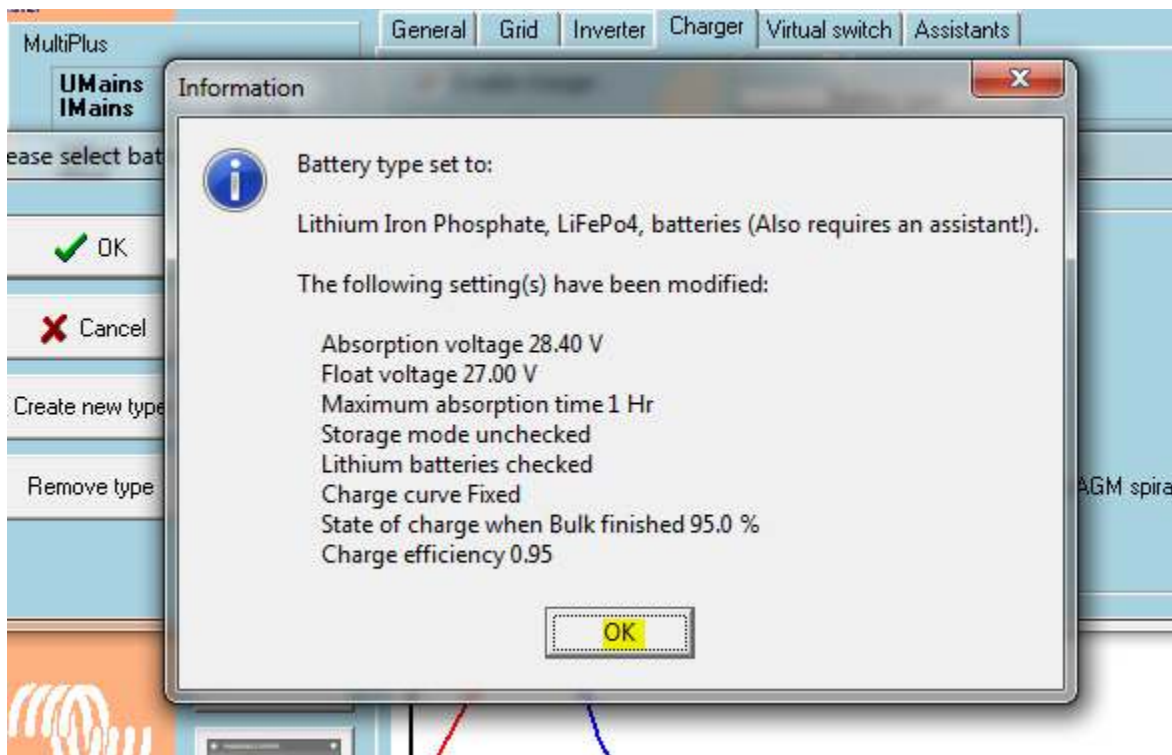 MultiPlus
General
Grid
Inverter
Charger
Virtual switch
Assistants
UMains
IMains
Information
ease select bat
Battery type set to:
Lithium Iron Phosphate, LiFePo4, batteries (Also requires an assistant!).
The following setting(s) have been modified:
Absorption voltage 28.40 V
Float voltage 27.00 V
Maximum absorption time 1 Hr
Storage mode unchecked
Lithium batteries checked
Charge curve Fixed
State of charge when Bulk finished 95.0 %
Charge efficiency 0.95
OK
OK
Cancel
Create new type
Remove type
AGM spira